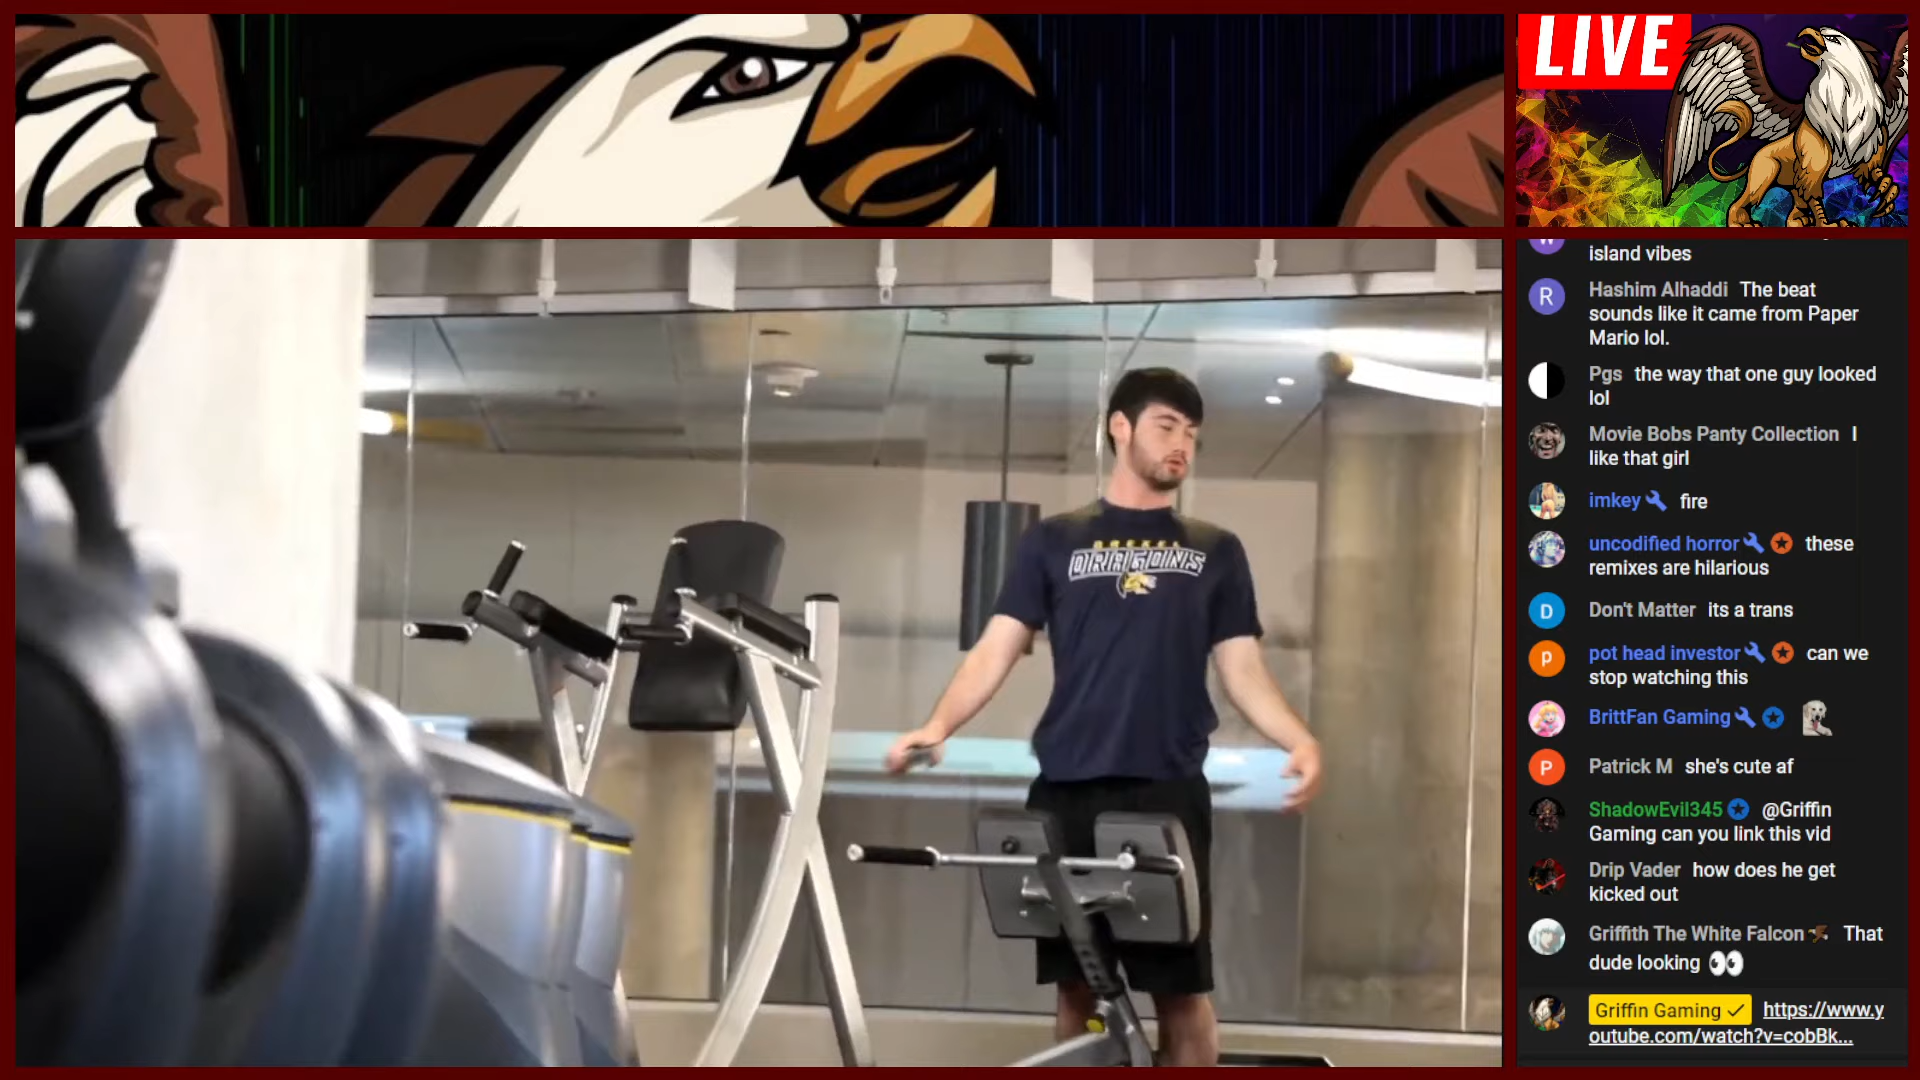 LIVE
island vibes
R
Hashim Alhaddi The beat
sounds like it came from Paper
Mario lol.
Pgs the way that one guy looked
lol
Movie Bobs Panty Collection I
like that girl
imkey fire
uncodified horror these
remixes are hilarious
D
Don't Matter its a trans
p
pot head investor can we
stop watching this
BrittFan Gaming
P
Patrick M she's cute af
ShadowEvil345 @Griffin
Gaming can you link this vid
Drip Vader how does he get
kicked out
Griffith The White Falcon That
dude looking
Griffin Gaming https://www.y
outube.com/watch?v=cobBk...
DREXEL
DRAGONS